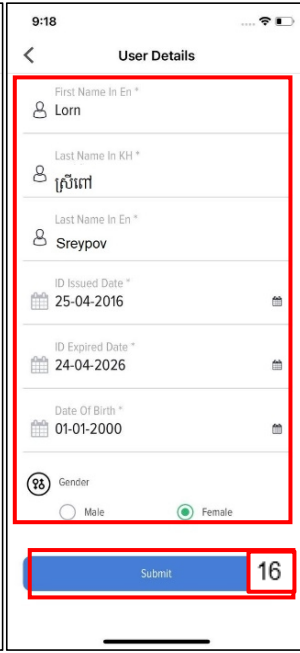 9:18
User Details
First Name In En *
Lorn
Last Name In KH *
ស្រីពៅ
Last Name In En *
Sreypov
ID Issued Date *
25-04-2016
ID Expired Date *
24-04-2026
Date Of Birth *
01-01-2000
Gender
Male Female
Submit 16